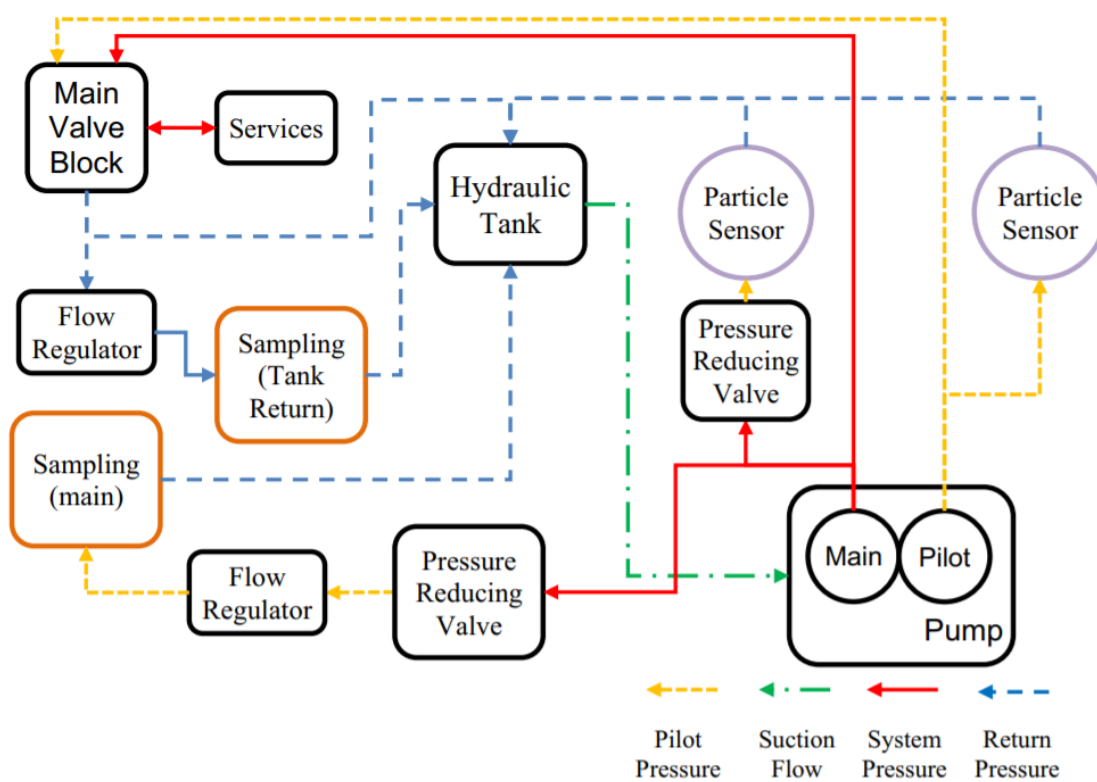 Main
Valve
Block
Services
Hydraulic
Tank
Particle
Sensor
Particle
Sensor
Flow
Regulator
Sampling
(Tank
Return)
Pressure
Reducing
Valve
Sampling
(main)
Flow
Regulator
Pressure
Reducing
Valve
Main
Pilot
Pump
Pilot
Pressure
Suction
Flow
System
Pressure
Return
Pressure